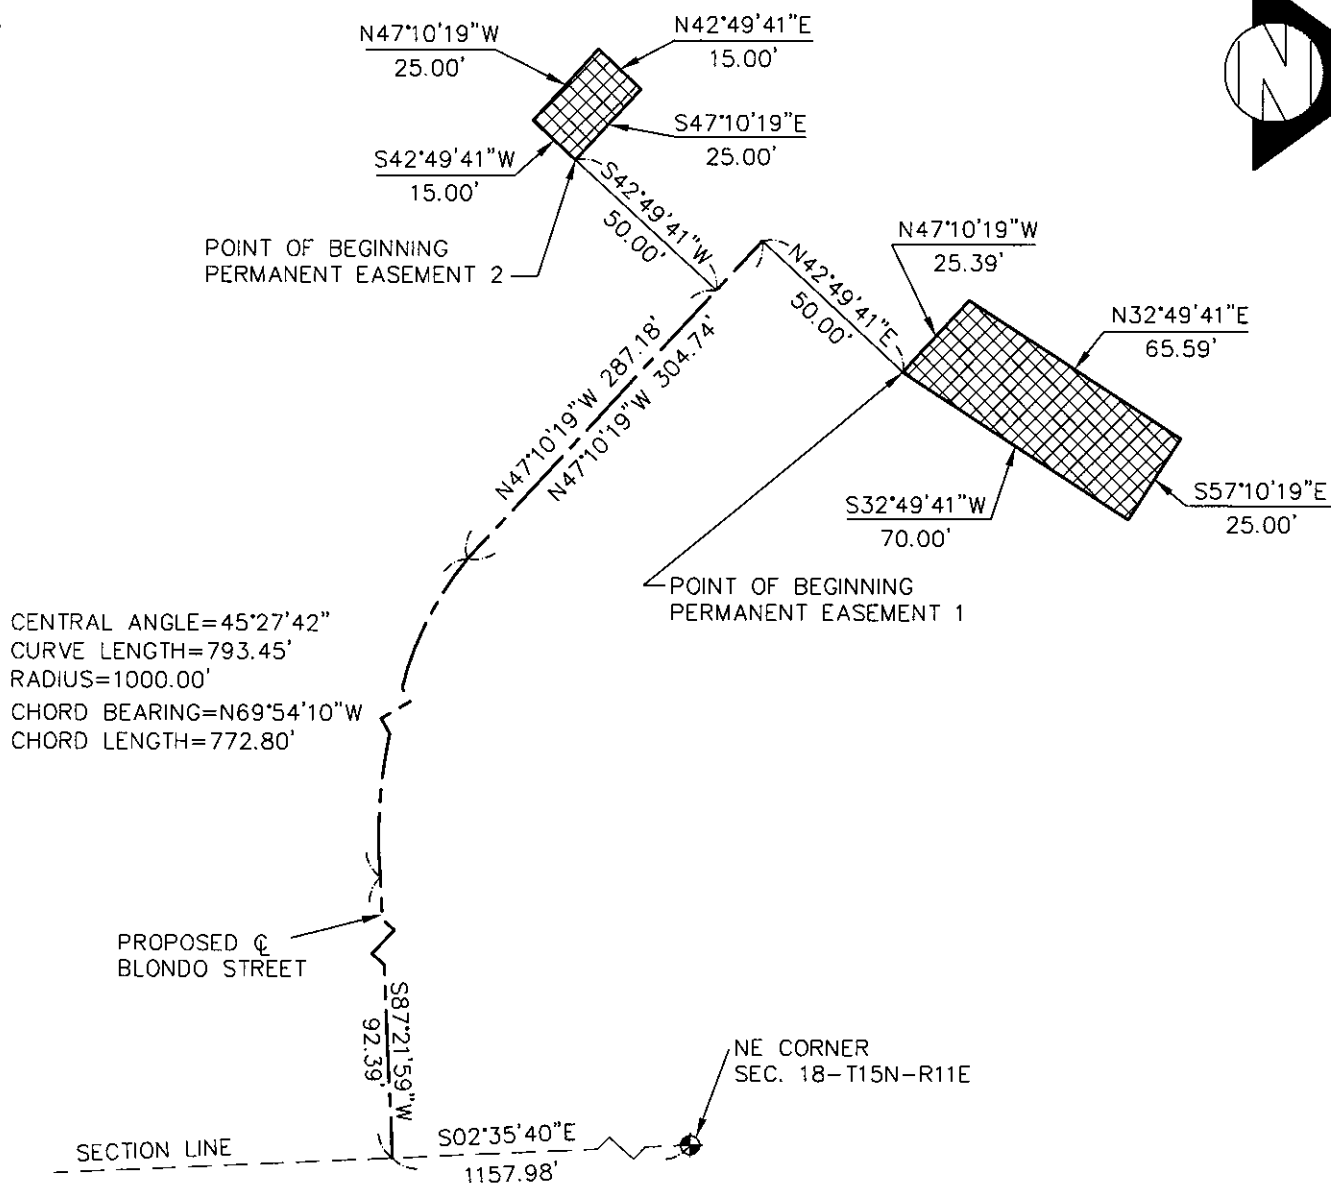 N47°10'19"W
25.00'
N42°49'41"E
15.00'
N
S47°10'19"E
25.00'
S42°49'41"W
15.00'
S42°49'41"W
50.00'
POINT OF BEGINNING
PERMANENT EASEMENT 2
N47°10'19"W
25.39'
N42°49'41"E
50.00'
N32°49'41"E
65.59'
N47°10'19"W 287.18'
N47°10'19"W 304.74'
S32°49'41"W
70.00'
S57°10'19"E
25.00'
POINT OF BEGINNING
PERMANENT EASEMENT 1
CENTRAL ANGLE=45°27'42"
CURVE LENGTH=793.45'
RADIUS=1000.00'
CHORD BEARING=N69°54'10"W
CHORD LENGTH=772.80'
PROPOSED ℄
BLONDO STREET
S87°21'59"W
92.39'
NE CORNER
SEC. 18-T15N-R11E
SECTION LINE
S02°35'40"E
1157.98'